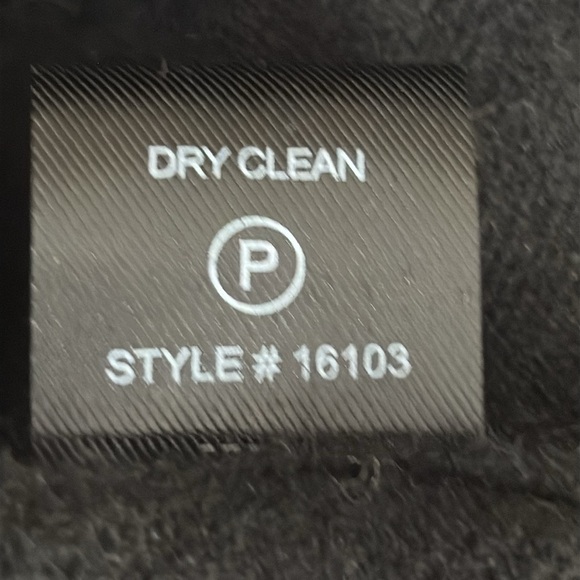 DRY CLEAN
P
STYLE # 16103